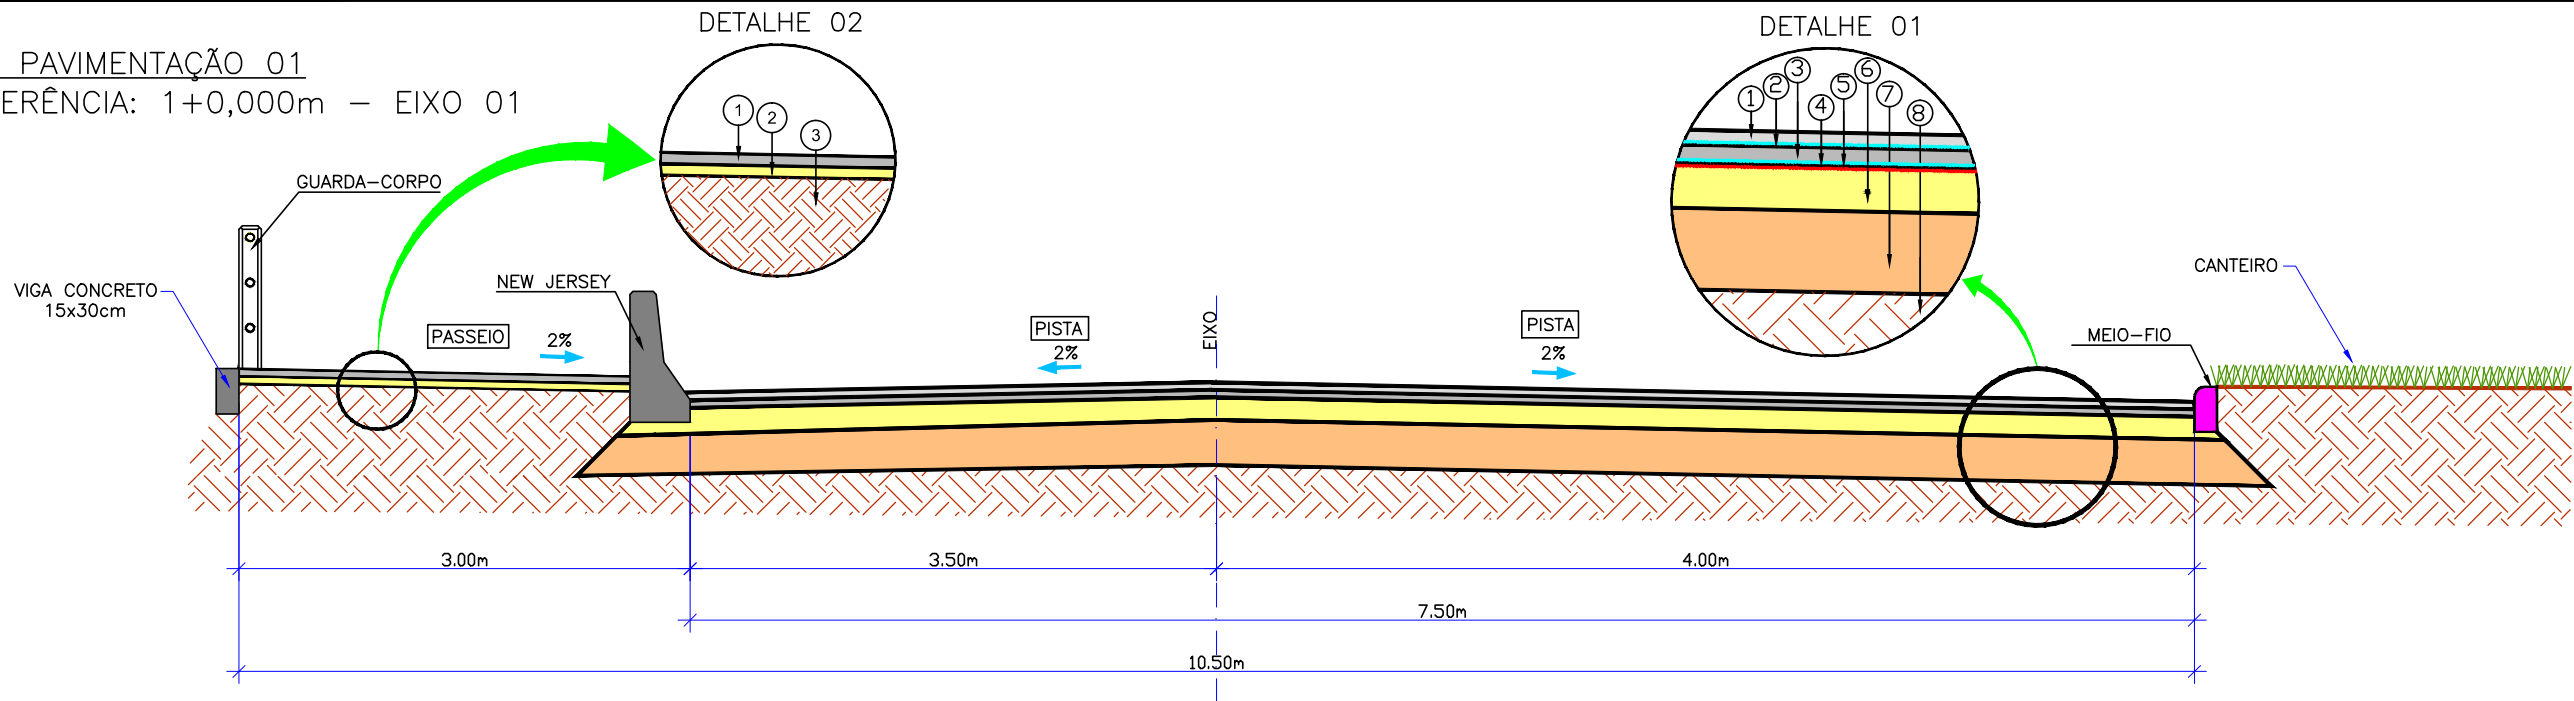 DETALHE 02
DETALHE 01
PAVIMENTAÇÃO 01
ERÊNCIA: 1+0,000m - EIXO 01
1
2
3
1
2
3
4
5
6
7
8
GUARDA-CORPO
VIGA CONCRETO
15x30cm
NEW JERSEY
PASSEIO
2%
PISTA
2%
EIXO
PISTA
2%
CANTEIRO
MEIO-FIO
3.00m
3.50m
4.00m
7.50m
10.50m